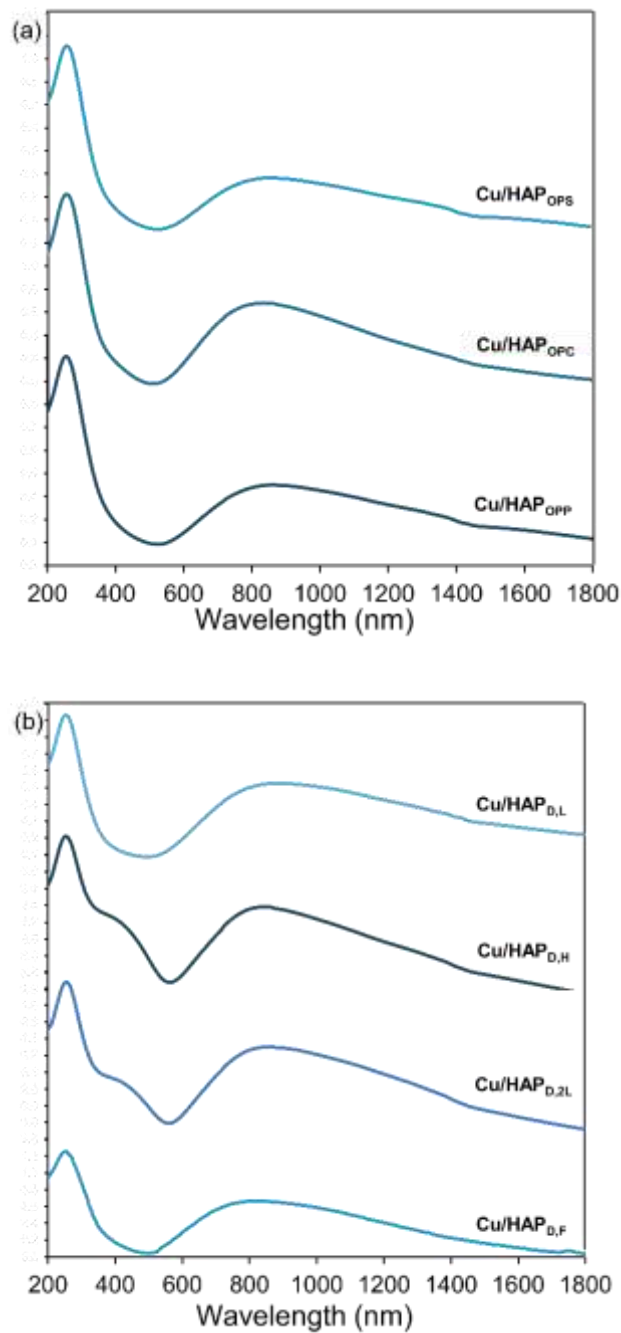 (a)
Cu/HAP_OPS
Cu/HAP_OPC
Cu/HAP_OPP
200 400 600 800 1000 1200 1400 1600 1800
Wavelength (nm)
(b)
Cu/HAP_D,L
Cu/HAP_D,H
Cu/HAP_D,2L
Cu/HAP_D,F
200 400 600 800 1000 1200 1400 1600 1800
Wavelength (nm)